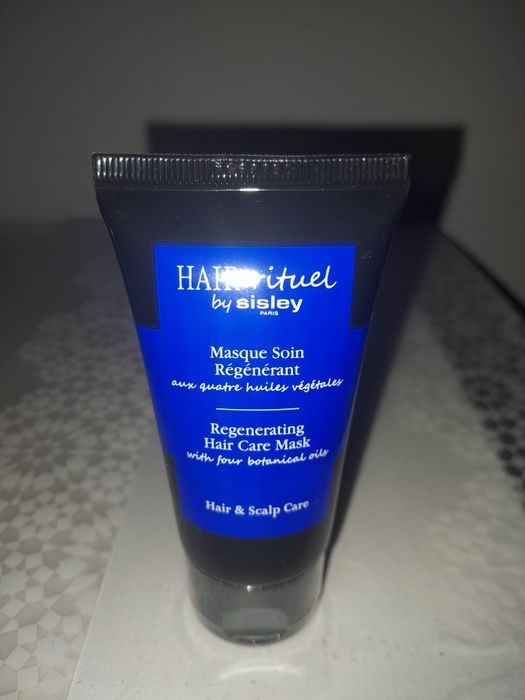 HAIR rituel
by sisley
PARIS
Masque Soin
Régénérant
aux quatre huiles végétales
Regenerating
Hair Care Mask
with four botanical oils
Hair & Scalp Care